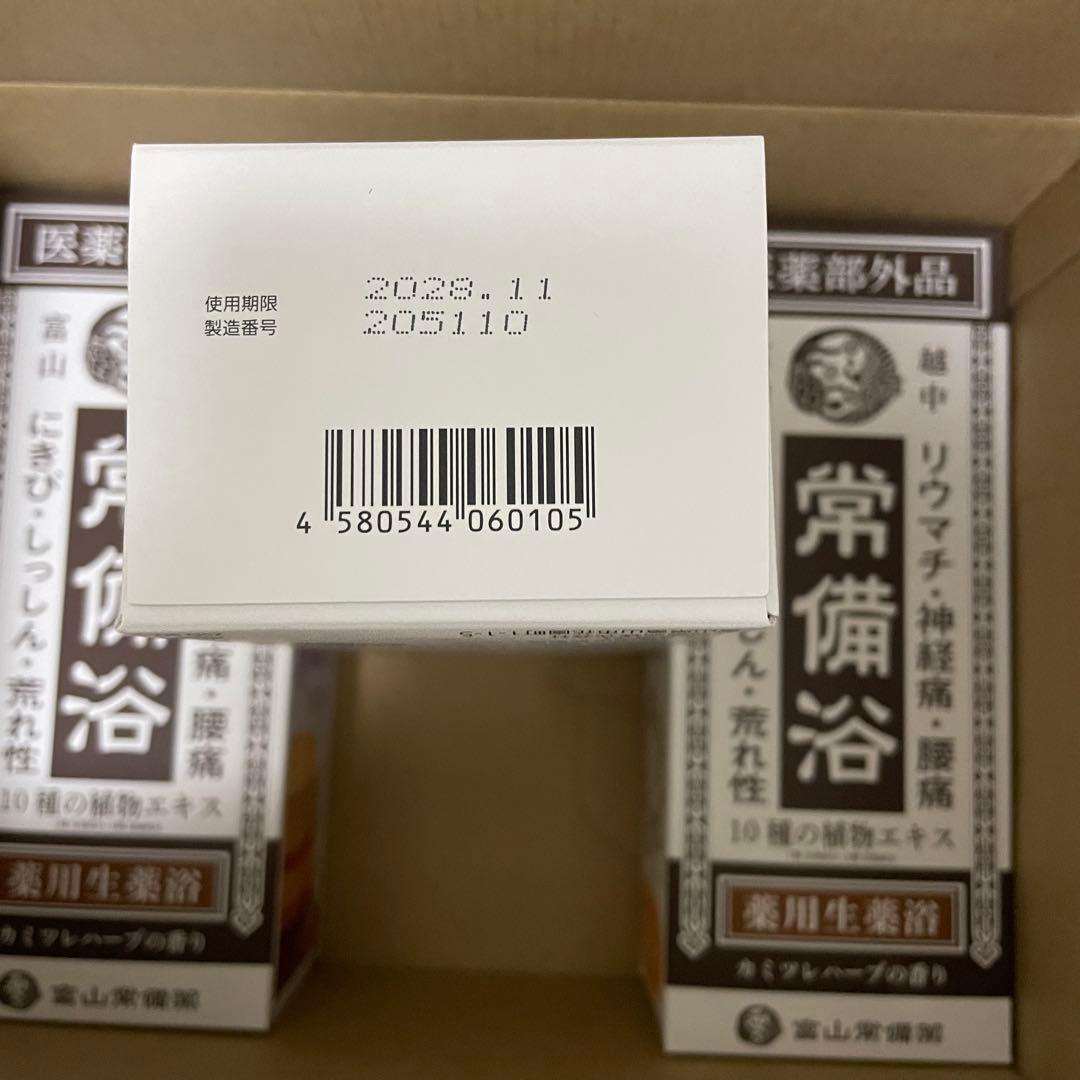 使用期限 2028.11
製造番号 205110
4 580544 060105
医薬
富山
にきび・しっしん・荒れ性
常備浴
痛・腰痛
10種の植物エキス
薬用生薬浴
カミツレハーブの香り
富山常備薬
医薬部外品
越中
リウマチ・神経痛・腰痛
常備浴
しん・荒れ性
10種の植物エキス
薬用生薬浴
カミツレハーブの香り
富山常備薬